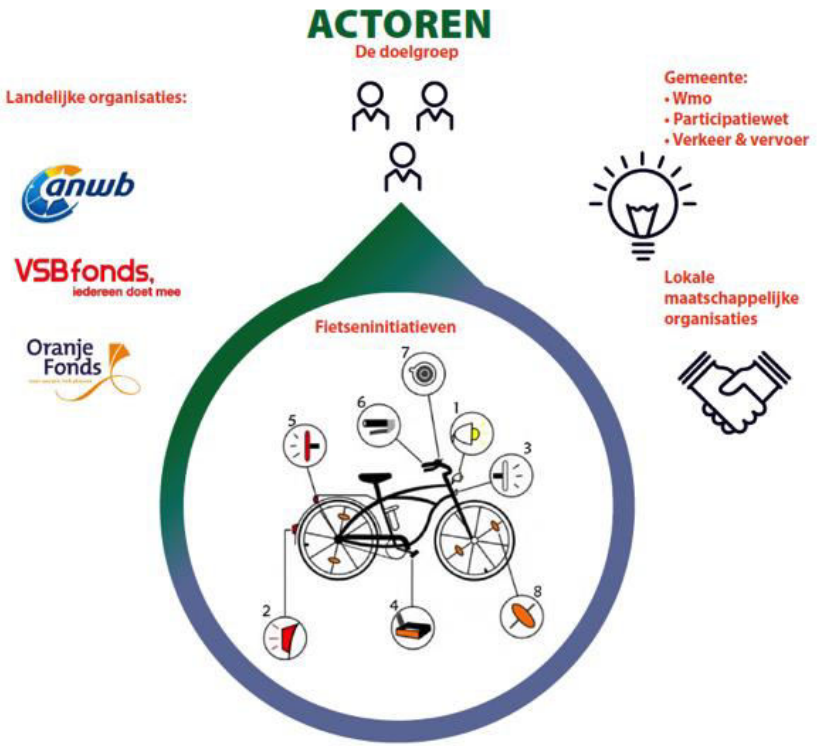 ACTOREN
De doelgroep
Landelijke organisaties:
anwb
VSBfonds,
iedereen doet mee
Oranje
Fonds
Gemeente:
• Wmo
• Participatiewet
• Verkeer & vervoer
Lokale
maatschappelijke
organisaties
Fietseninitiatieven
7
6
1
5
3
2
4
8